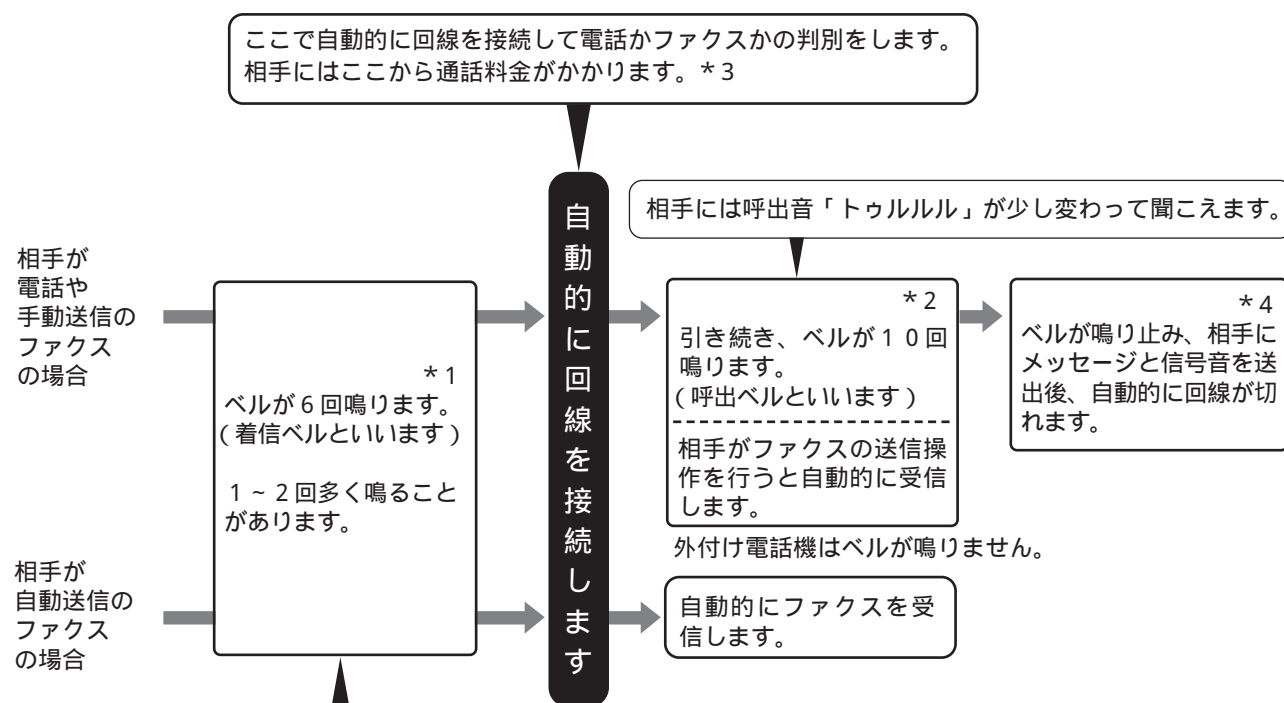 ここで自動的に回線を接続して電話かファクスかの判別をします。
相手にはここから通話料金がかかります。＊3
自動的に回線を接続します
相手には呼出音「トゥルルル」が少し変わって聞こえます。
相手が
電話や
手動送信の
ファクス
の場合
＊1
ベルが6回鳴ります。
（着信ベルといいます）
1～2回多く鳴ること
があります。
＊2
引き続き、ベルが10回
鳴ります。
（呼出ベルといいます）
相手がファクスの送信操
作を行うと自動的に受信
します。
外付け電話機はベルが鳴りません。
＊4
ベルが鳴り止み、相手に
メッセージと信号音を送
出後、自動的に回線が切
れます。
相手が
自動送信の
ファクス
の場合
自動的にファクスを受
信します。